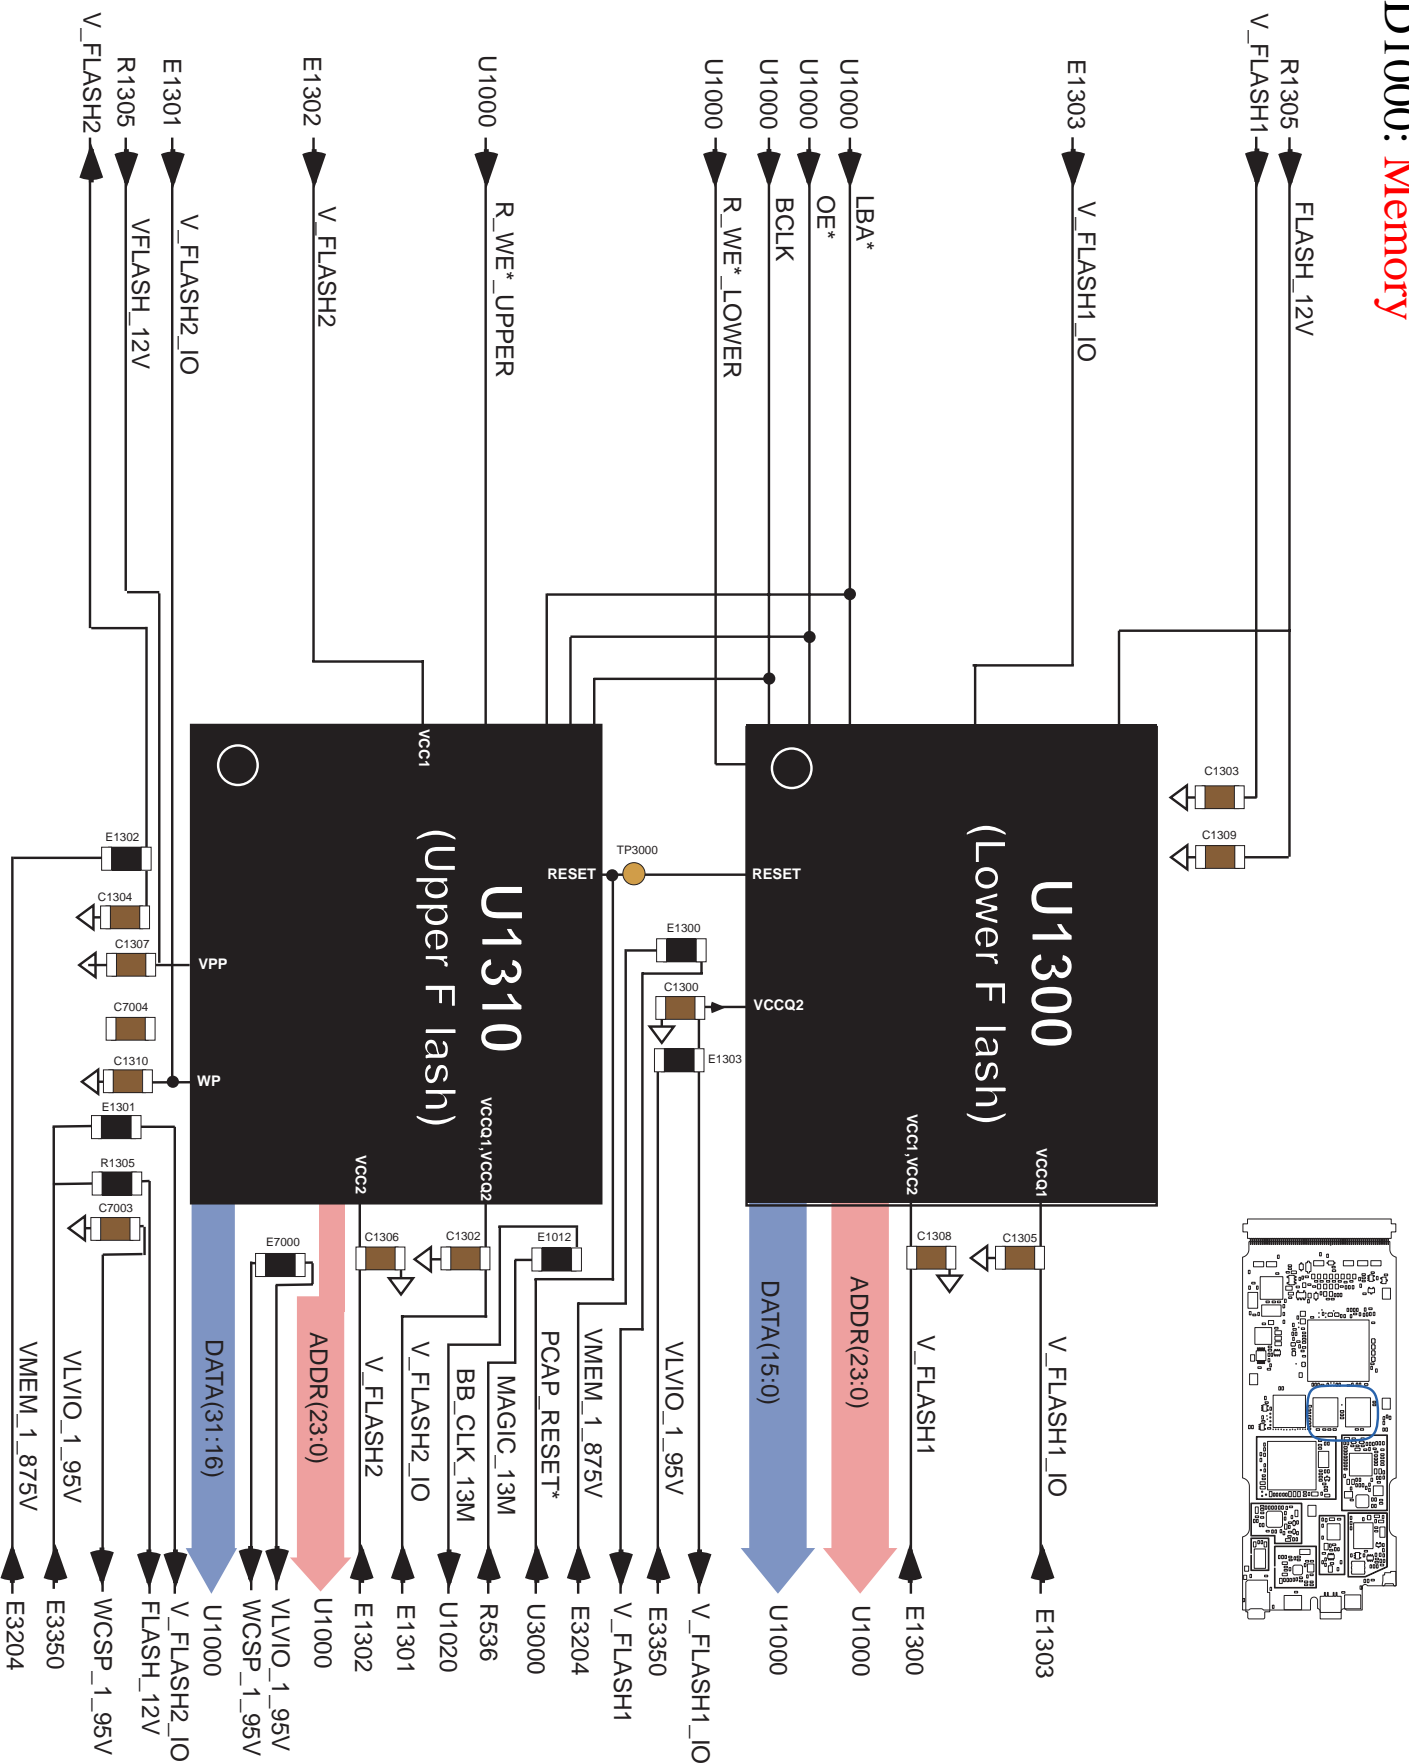 D1000: Memory
R1305
FLASH_12V
V_FLASH1
E1303
V_FLASH1_IO
U1000
LBA*
U1000
OE*
U1000
BCLK
U1000
R_WE*_LOWER
U1000
R_WE*_UPPER
E1302
V_FLASH2
E1301
V_FLASH2_IO
R1305
VFLASH_12V
V_FLASH2
C1303
C1309
U1300
(Lower F lash)
RESET
VCCQ2
VCCQ1
VCC1,VCC2
TP3000
E1300
C1300
E1303
U1310
(Upper F lash)
VCC1
RESET
VPP
WP
VCCQ1,VCCQ2
VCC2
E1302
C1304
C1307
C7004
C1310
E1301
R1305
C7003
E7000
C1306
C1302
E1012
C1308
C1305
V_FLASH1_IO
E1303
V_FLASH1
E1300
ADDR(23:0)
U1000
DATA(15:0)
U1000
V_FLASH1_IO
VLVIO_1_95V
E3350
V_FLASH1
VMEM_1_875V
E3204
PCAP_RESET*
U3000
MAGIC_13M
R536
BB_CLK_13M
U1020
V_FLASH2_IO
E1301
V_FLASH2
E1302
ADDR(23:0)
U1000
VLVIO_1_95V
WCSP_1_95V
DATA(31:16)
U1000
V_FLASH2_IO
FLASH_12V
WCSP_1_95V
VLVIO_1_95V
E3350
VMEM_1_875V
E3204